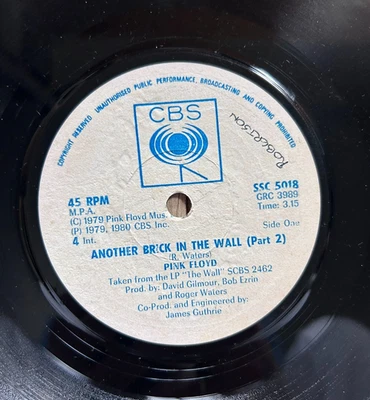 COPYRIGHT RESERVED UNAUTHORISED PUBLIC PERFORMANCE, BROADCASTING AND COPYING PROHIBITED.
CBS
ROBERTSON
45 RPM
M.P.A.
(C) 1979 Pink Floyd Mus.
(P) 1979, 1980 CBS Inc.
4 Int.
SSC 5018
GRC 3989
Time: 3.15
Side One
ANOTHER BRICK IN THE WALL (Part 2)
(R. Waters)
PINK FLOYD
Taken from the LP "The Wall" SCBS 2462
Prod. by: David Gilmour, Bob Ezrin
and Roger Waters
Co-Prod. and Engineered by:
James Guthrie